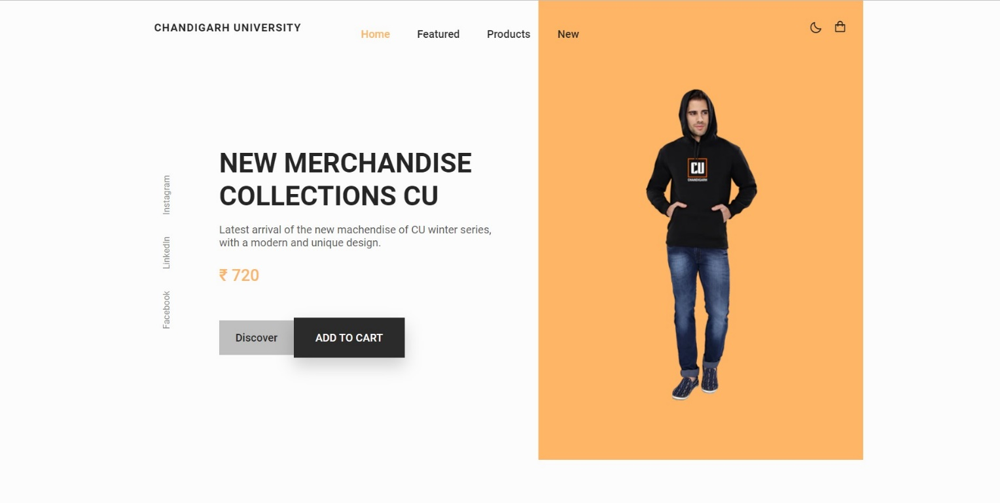 CHANDIGARH UNIVERSITY
Home
Featured
Products
New
Instagram
LinkedIn
Facebook
NEW MERCHANDISE
COLLECTIONS CU
Latest arrival of the new machendise of CU winter series,
with a modern and unique design.
₹ 720
Discover
ADD TO CART
CU
CHANDIGARH